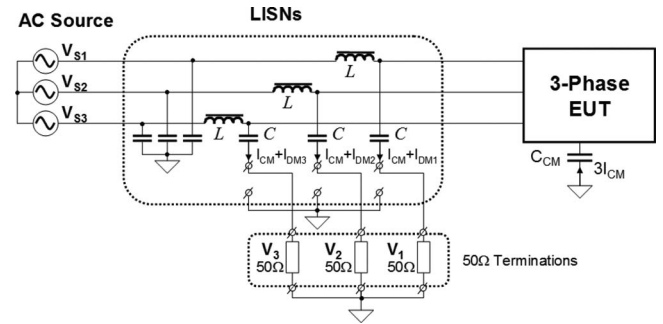 AC Source
LISNs
V_S1
V_S2
V_S3
L
L
L
C
C
C
I_CM+I_DM3
I_CM+I_DM2
I_CM+I_DM1
3-Phase
EUT
C_CM
3I_CM
V_3
50Ω
V_2
50Ω
V_1
50Ω
50Ω Terminations